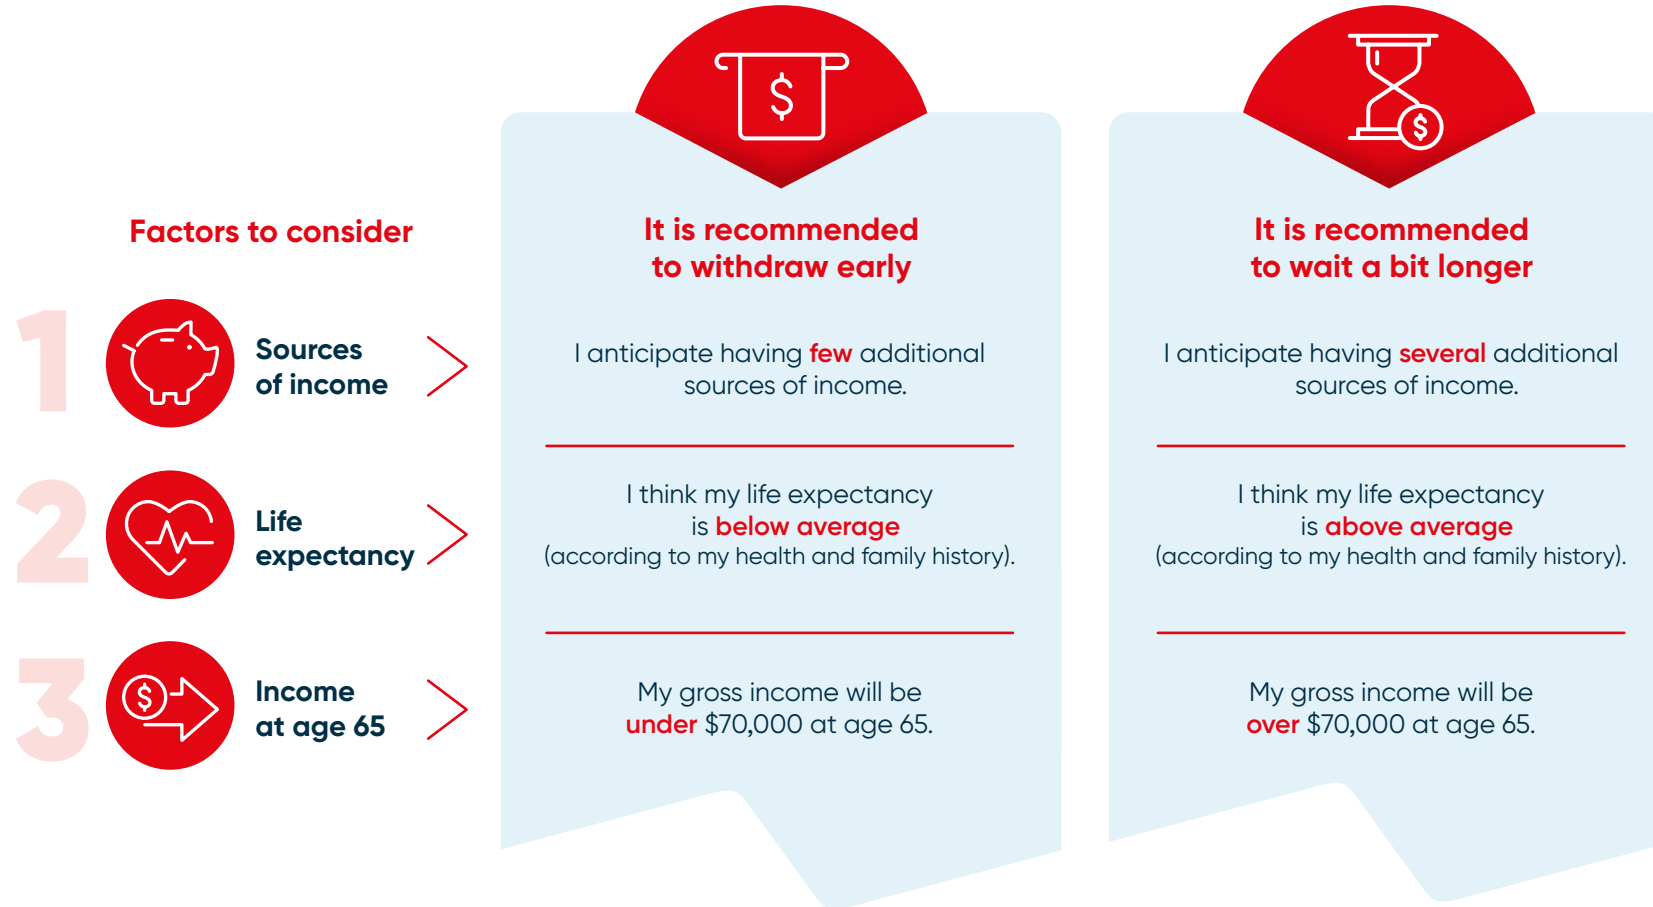 Factors to consider
It is recommended
to withdraw early
It is recommended
to wait a bit longer
1
Sources
of income
I anticipate having few additional
sources of income.
I anticipate having several additional
sources of income.
2
Life
expectancy
I think my life expectancy
is below average
(according to my health and family history).
I think my life expectancy
is above average
(according to my health and family history).
3
$
Income
at age 65
My gross income will be
under $70,000 at age 65.
My gross income will be
over $70,000 at age 65.
$
$